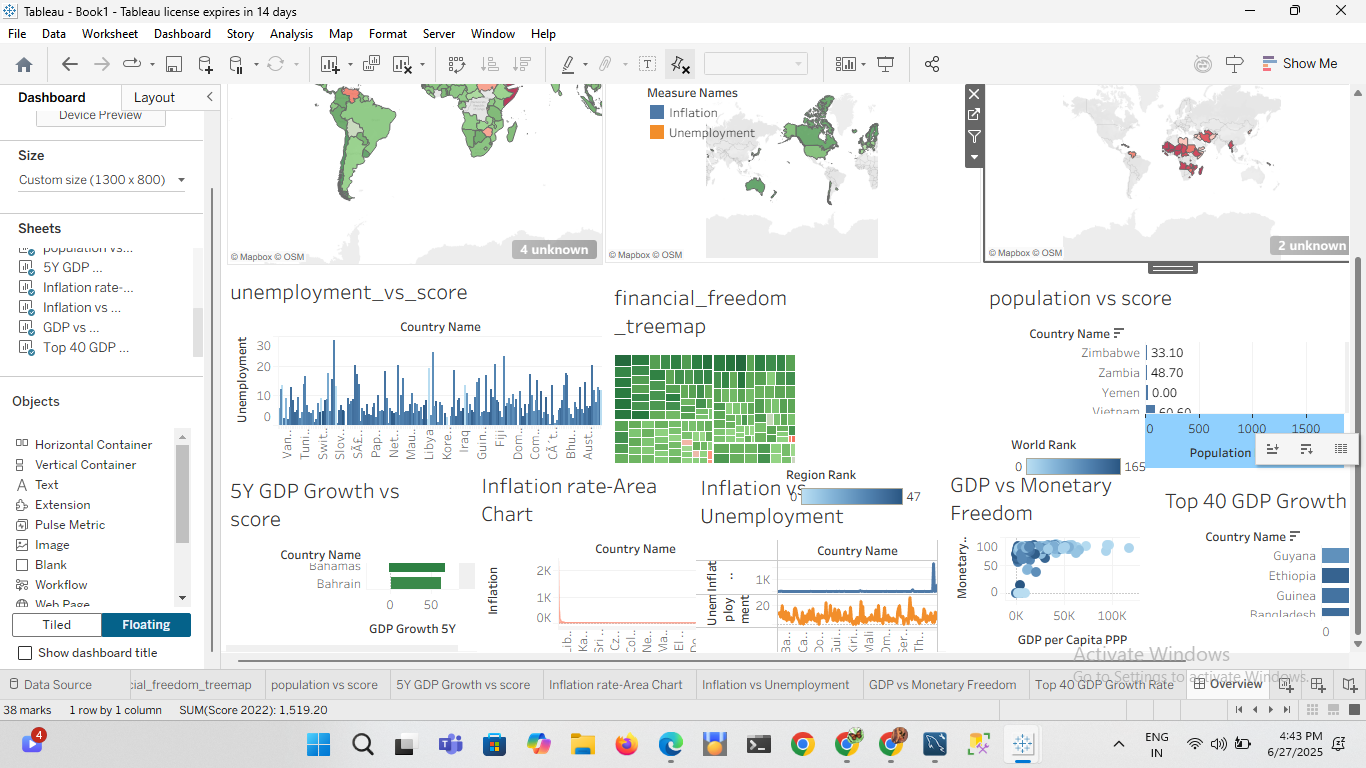 Tableau - Book1 - Tableau license expires in 14 days
File Data Worksheet Dashboard Story Analysis Map Format Server Window Help
Show Me
Dashboard Layout
Device Preview
Size
Custom size (1300 x 800)
Sheets
population vs...
5Y GDP ...
Inflation rate-...
Inflation vs ...
GDP vs ...
Top 40 GDP ...
Objects
Horizontal Container
Vertical Container
Text
Extension
Pulse Metric
Image
Blank
Workflow
Web Page
Tiled Floating
Show dashboard title
© Mapbox © OSM
4 unknown
Measure Names
Inflation
Unemployment
© Mapbox © OSM
© Mapbox © OSM
2 unknown
unemployment_vs_score
Country Name
Unemployment
30
20
10
0
Van..
Tuni..
Swit..
Slov..
Pap..
Net..
Mau..
Libya
Kore..
Iraq
Guin..
Fiji
Dom..
Com..
Bhu..
Aust..
financial_freedom
_treemap
population vs score
Country Name
Zimbabwe 33.10
Zambia 48.70
Yemen 0.00
Vietnam 60.60
0 500 1000 1500
Population
World Rank
0 165
Region Rank
0 47
5Y GDP Growth vs
score
Country Name
Bahamas
Bahrain
0 50
GDP Growth 5Y
Inflation rate-Area
Chart
Country Name
Inflation
2K
1K
0K
Lib..
Ka..
Sri ..
Cz..
Col..
Ne..
Ma..
El ..
Do
Inflation vs
Unemployment
Country Name
Inflat
..
1K
Unem
ploy
ment
20
Ba..
Ca..
Do..
Gui..
Kiri..
Mali
Om..
Ser..
Th..
GDP vs Monetary
Freedom
Monetary..
100
50
0
0K 50K 100K
GDP per Capita PPP
Top 40 GDP Growth
Country Name
Guyana
Ethiopia
Guinea
Bangladesh
0
Activate Windows
Go to Settings to activate Windows.
Data Source
cial_freedom_treemap
population vs score
5Y GDP Growth vs score
Inflation rate-Area Chart
Inflation vs Unemployment
GDP vs Monetary Freedom
Top 40 GDP Growth Rate
Overview
38 marks 1 row by 1 column SUM(Score 2022): 1,519.20
4
ENG
IN
4:43 PM
6/27/2025